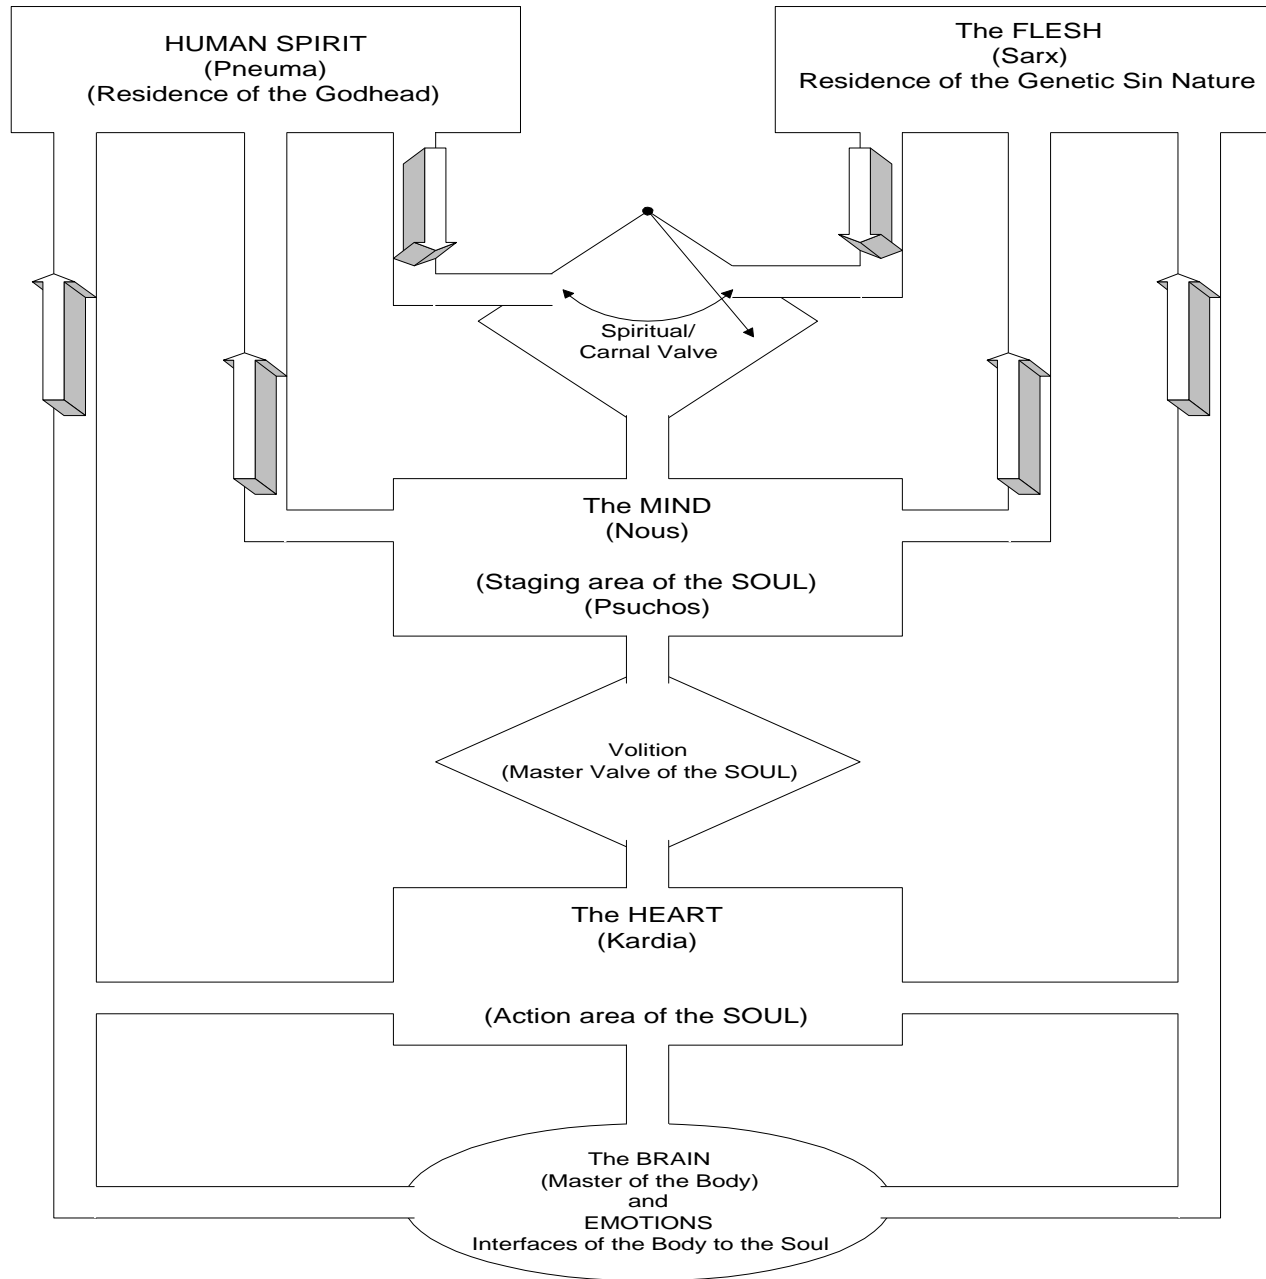 HUMAN SPIRIT
(Pneuma)
(Residence of the Godhead)
The FLESH
(Sarx)
Residence of the Genetic Sin Nature
Spiritual/
Carnal Valve
The MIND
(Nous)
(Staging area of the SOUL)
(Psuchos)
Volition
(Master Valve of the SOUL)
The HEART
(Kardia)
(Action area of the SOUL)
The BRAIN
(Master of the Body)
and
EMOTIONS
Interfaces of the Body to the Soul